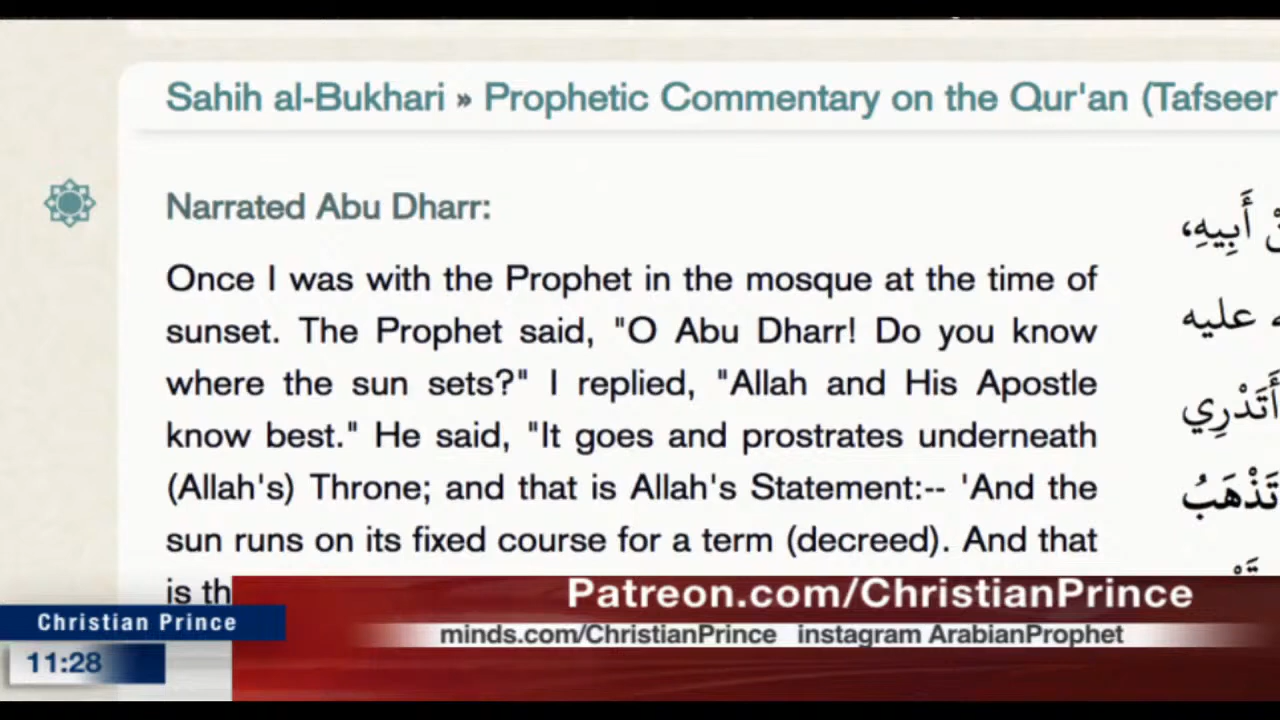 Sahih al-Bukhari » Prophetic Commentary on the Qur'an (Tafseer
Narrated Abu Dharr:
Once I was with the Prophet in the mosque at the time of
sunset. The Prophet said, "O Abu Dharr! Do you know
where the sun sets?" I replied, "Allah and His Apostle
know best." He said, "It goes and prostrates underneath
(Allah's) Throne; and that is Allah's Statement:-- 'And the
sun runs on its fixed course for a term (decreed). And that
is th
أَبِيهِ،
عليه
أَتَدْرِي
تَذْهَبُ
Patreon.com/ChristianPrince
Christian Prince
minds.com/ChristianPrince instagram ArabianProphet
11:28